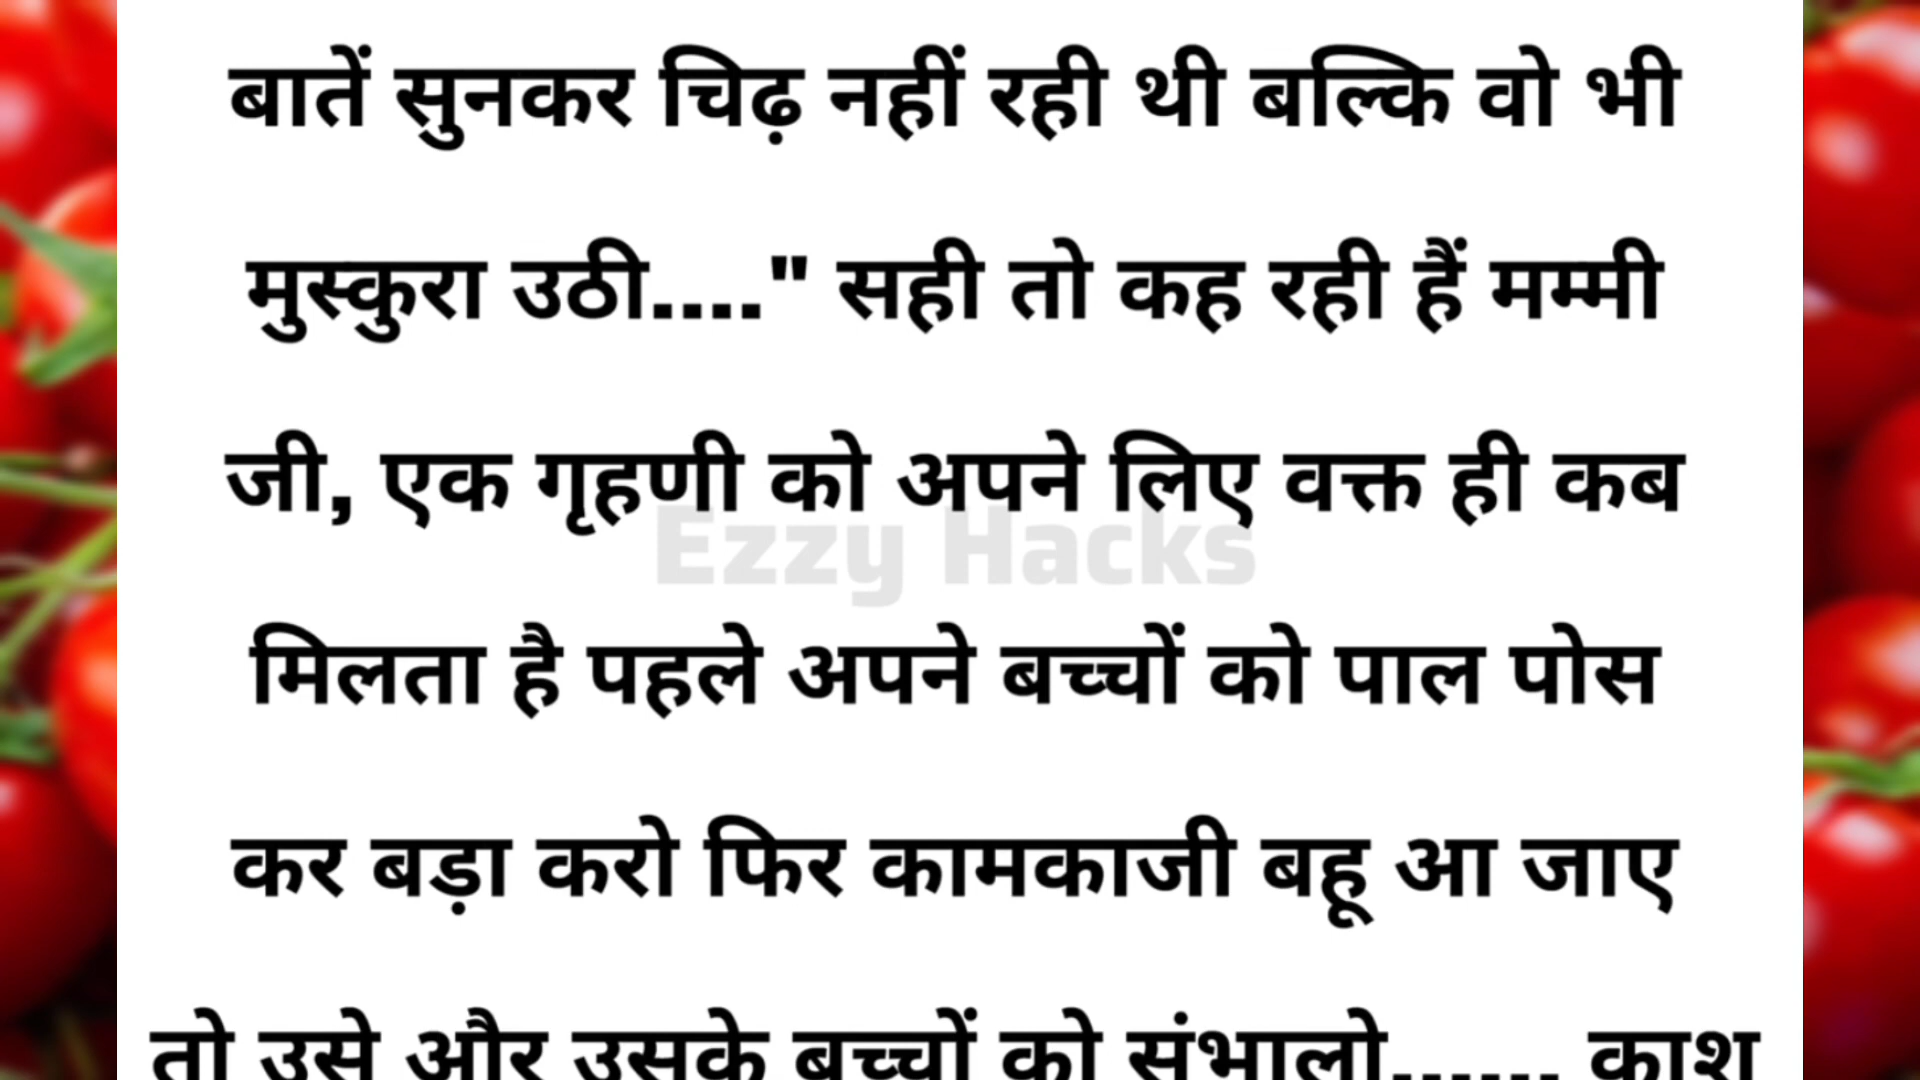 बातें सुनकर चिढ़ नहीं रही थी बल्कि वो भी
मुस्कुरा उठी...." सही तो कह रही हैं मम्मी
जी, एक गृहणी को अपने लिए वक्त ही कब
Ezzy Hacks
मिलता है पहले अपने बच्चों को पाल पोस
कर बड़ा करो फिर कामकाजी बहू आ जाए
तो उसे और उसके बच्चों को संभालो...... काश